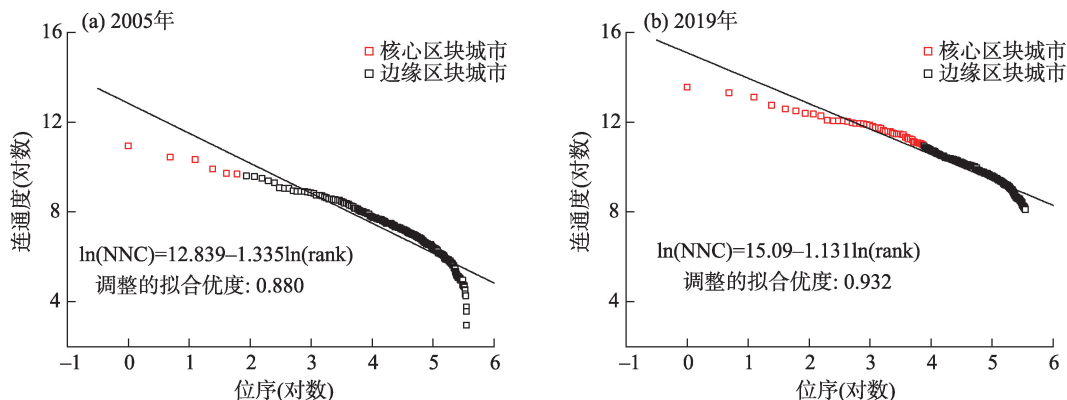 (a) 2005年
核心区块城市
边缘区块城市
16
12
8
4
连通度(对数)
ln(NNC)=12.839–1.335ln(rank)
调整的拟合优度: 0.880
–1 0 1 2 3 4 5 6
位序(对数)
(b) 2019年
核心区块城市
边缘区块城市
16
12
8
4
连通度(对数)
ln(NNC)=15.09–1.131ln(rank)
调整的拟合优度: 0.932
–1 0 1 2 3 4 5 6
位序(对数)